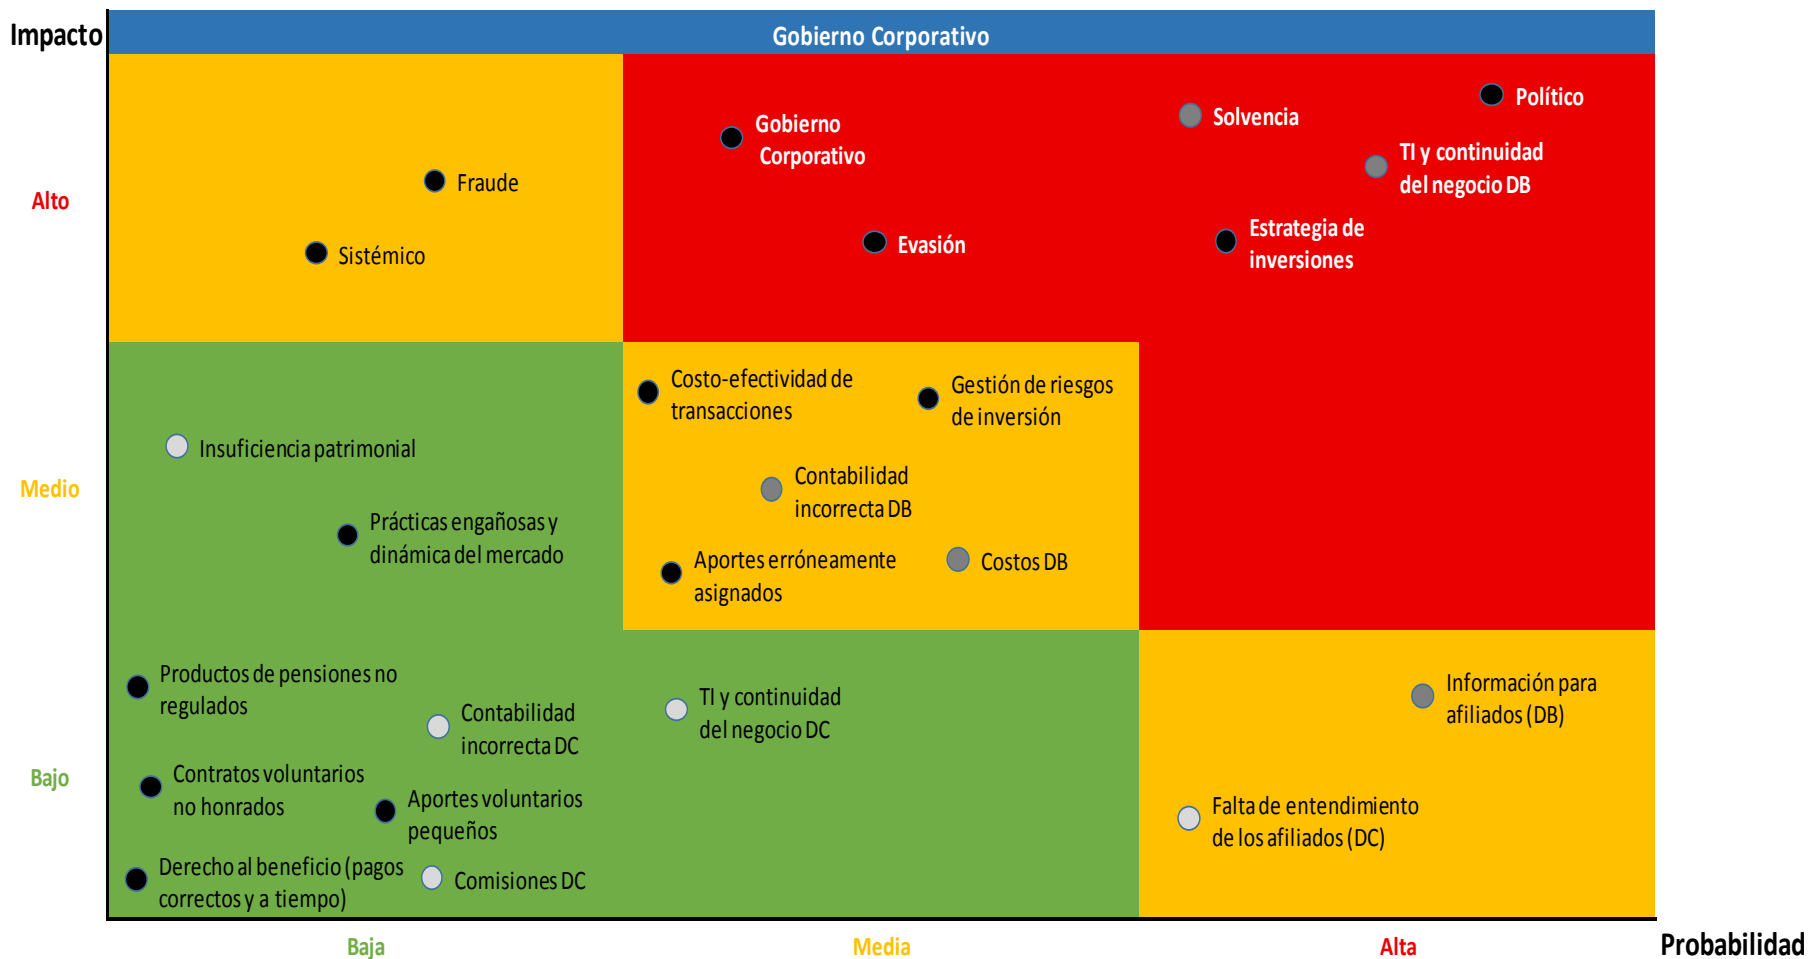 Impacto
Gobierno Corporativo
Político
Solvencia
Gobierno
Corporativo
TI y continuidad
del negocio DB
Alto
Fraude
Estrategia de
inversiones
Evasión
Sistémico
Costo-efectividad de
transacciones
Gestión de riesgos
de inversión
Insuficiencia patrimonial
Contabilidad
incorrecta DB
Medio
Prácticas engañosas y
dinámica del mercado
Aportes erróneamente
asignados
Costos DB
Productos de pensiones no
regulados
Contabilidad
incorrecta DC
TI y continuidad
del negocio DC
Información para
afiliados (DB)
Bajo
Contratos voluntarios
no honrados
Aportes voluntarios
pequeños
Falta de entendimiento
de los afiliados (DC)
Derecho al beneficio (pagos
correctos y a tiempo)
Comisiones DC
Baja
Media
Alta
Probabilidad